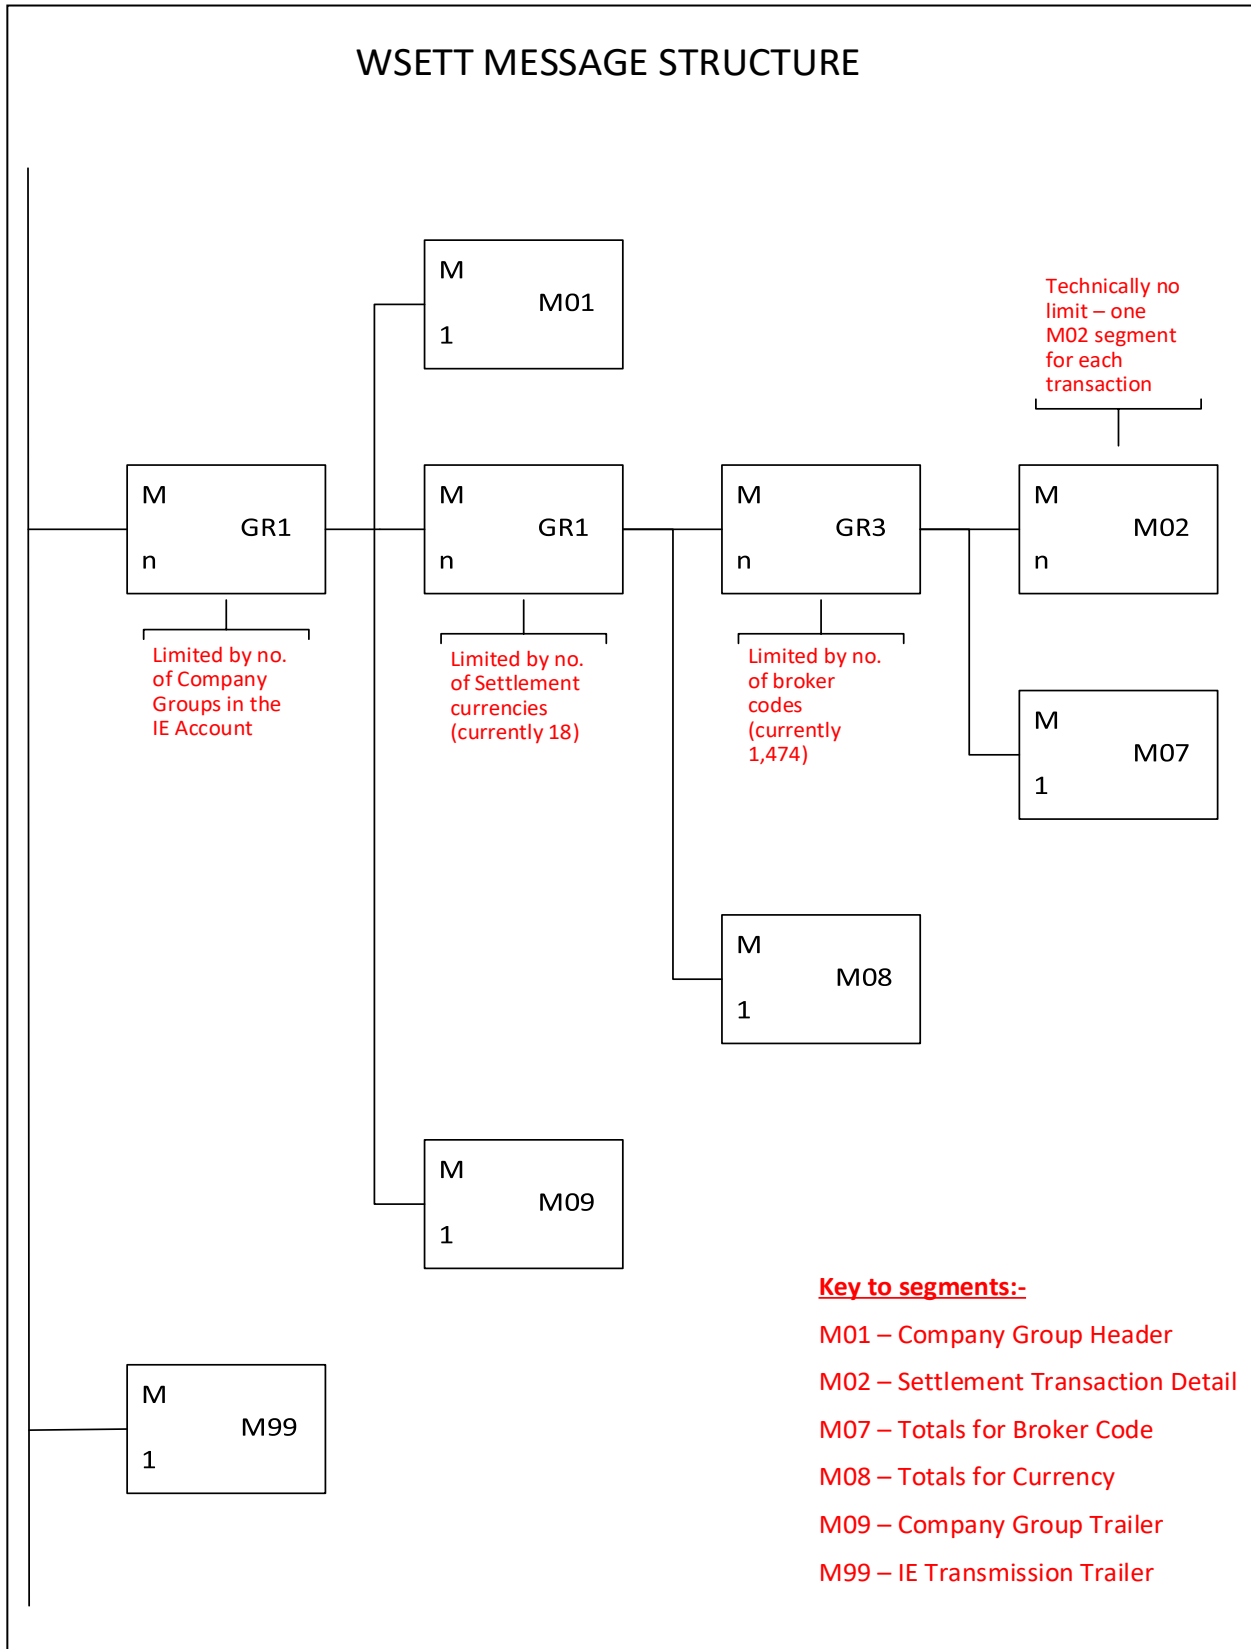 WSETT MESSAGE STRUCTURE
M
M01
1
Technically no
limit – one
M02 segment
for each
transaction
M
GR1
n
M
GR1
n
M
GR3
n
M
M02
n
Limited by no.
of Company
Groups in the
IE Account
Limited by no.
of Settlement
currencies
(currently 18)
Limited by no.
of broker
codes
(currently
1,474)
M
M07
1
M
M08
1
M
M09
1
Key to segments:-
M01 – Company Group Header
M02 – Settlement Transaction Detail
M07 – Totals for Broker Code
M08 – Totals for Currency
M09 – Company Group Trailer
M99 – IE Transmission Trailer
M
M99
1